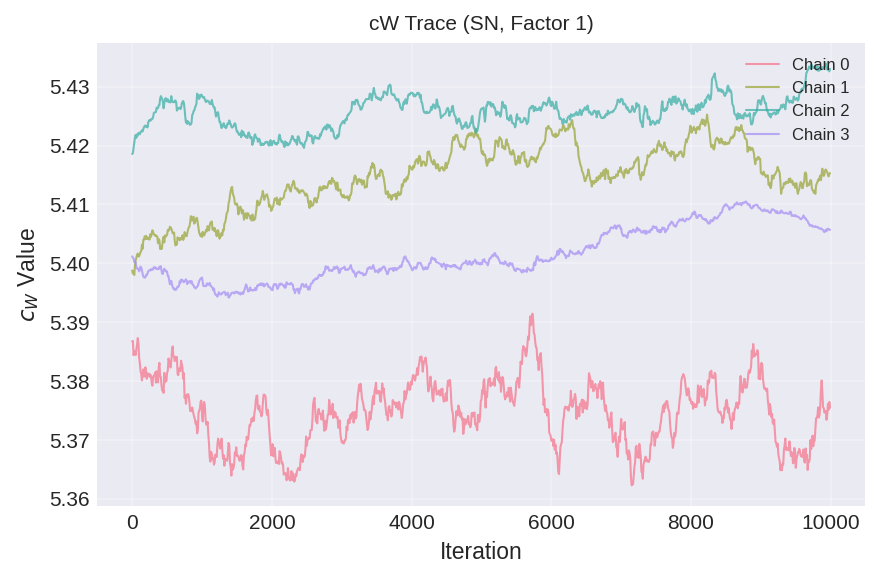 cW Trace (SN, Factor 1)
Chain 0
Chain 1
Chain 2
Chain 3
5.43
5.42
5.41
5.40
5.39
5.38
5.37
5.36
c_W Value
0 2000 4000 6000 8000 10000
Iteration